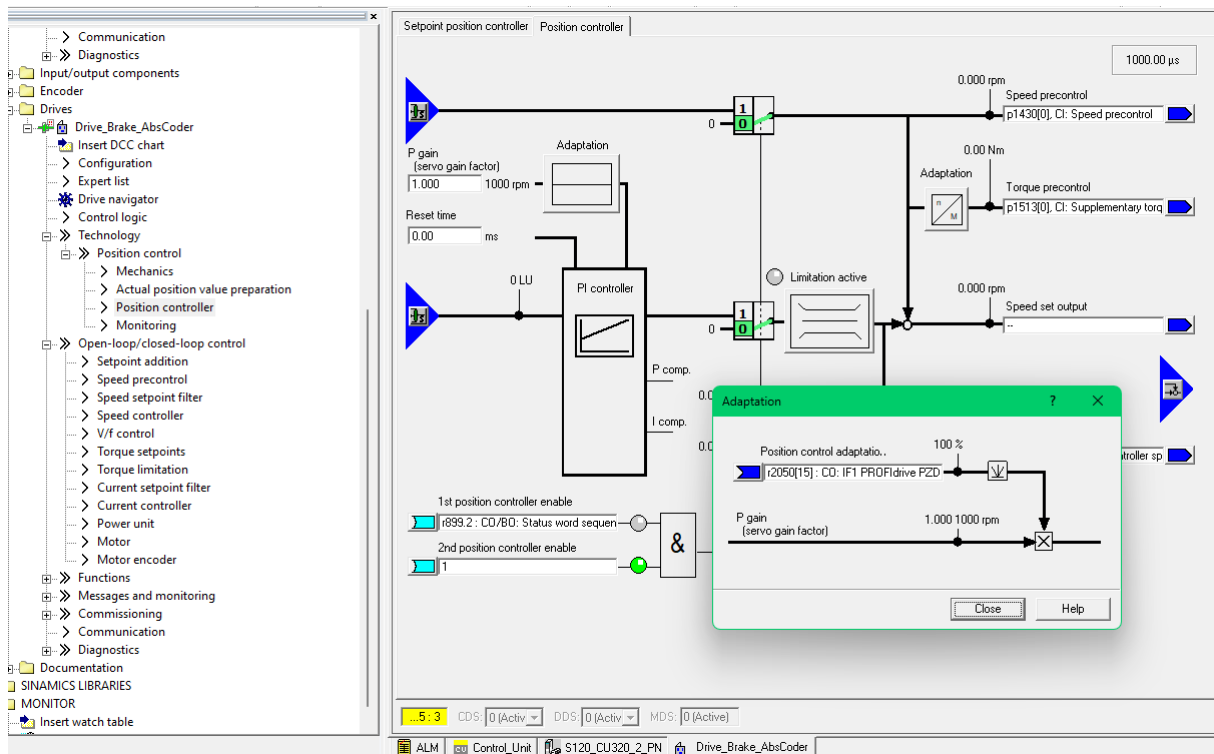 Communication
Diagnostics
Input/output components
Encoder
Drives
Drive_Brake_AbsCoder
Insert DCC chart
Configuration
Expert list
Drive navigator
Control logic
Technology
Position control
Mechanics
Actual position value preparation
Position controller
Monitoring
Open-loop/closed-loop control
Setpoint addition
Speed precontrol
Speed setpoint filter
Speed controller
V/f control
Torque setpoints
Torque limitation
Current setpoint filter
Current controller
Power unit
Motor
Motor encoder
Functions
Messages and monitoring
Commissioning
Communication
Diagnostics
Documentation
SINAMICS LIBRARIES
MONITOR
Insert watch table
Setpoint position controller Position controller
1000.00 µs
0.000 rpm
Speed precontrol
1
0 0
p1430[0], CI: Speed precontrol
P gain
(servo gain factor)
1.000 1000 rpm
Adaptation
0.00 Nm
Adaptation
n
M
Torque precontrol
p1513[0], CI: Supplementary torq
Reset time
0.00 ms
0 LU
PI controller
Limitation active
1
0 0
0.000 rpm
Speed set output
--
P comp.
0.0
I comp.
0.0
ntroller sp
1st position controller enable
r899.2 : CO/BO: Status word sequen
&
2nd position controller enable
1
Adaptation ? ×
Position control adaptatio..
100 %
r2050[15] : CO: IF1 PROFIdrive PZD
P gain
(servo gain factor)
1.000 1000 rpm
Close Help
...5 : 3 CDS: 0 (Activ DDS: 0 (Activ MDS: 0 (Active)
ALM CU Control_Unit S120_CU320_2_PN Drive_Brake_AbsCoder